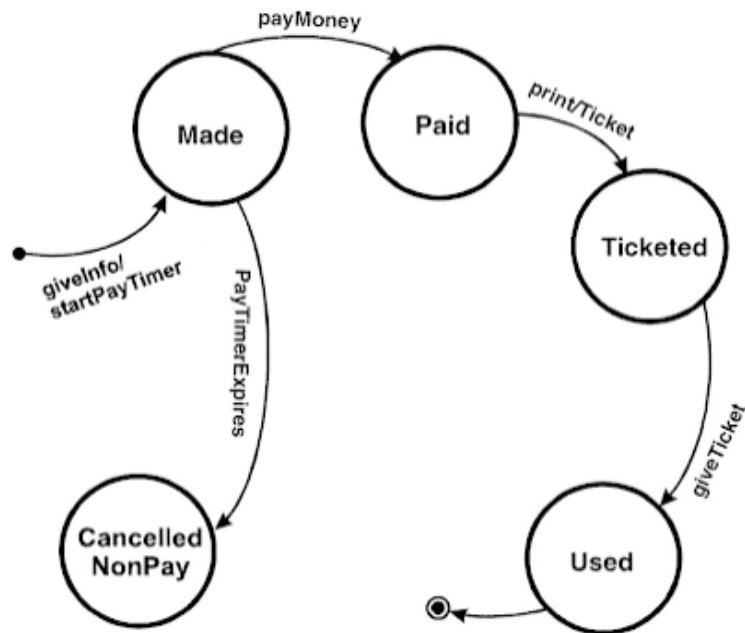 payMoney
Made
Paid
print/Ticket
Ticketed
giveInfo/
startPayTimer
PayTimerExpires
giveTicket
Cancelled
NonPay
Used